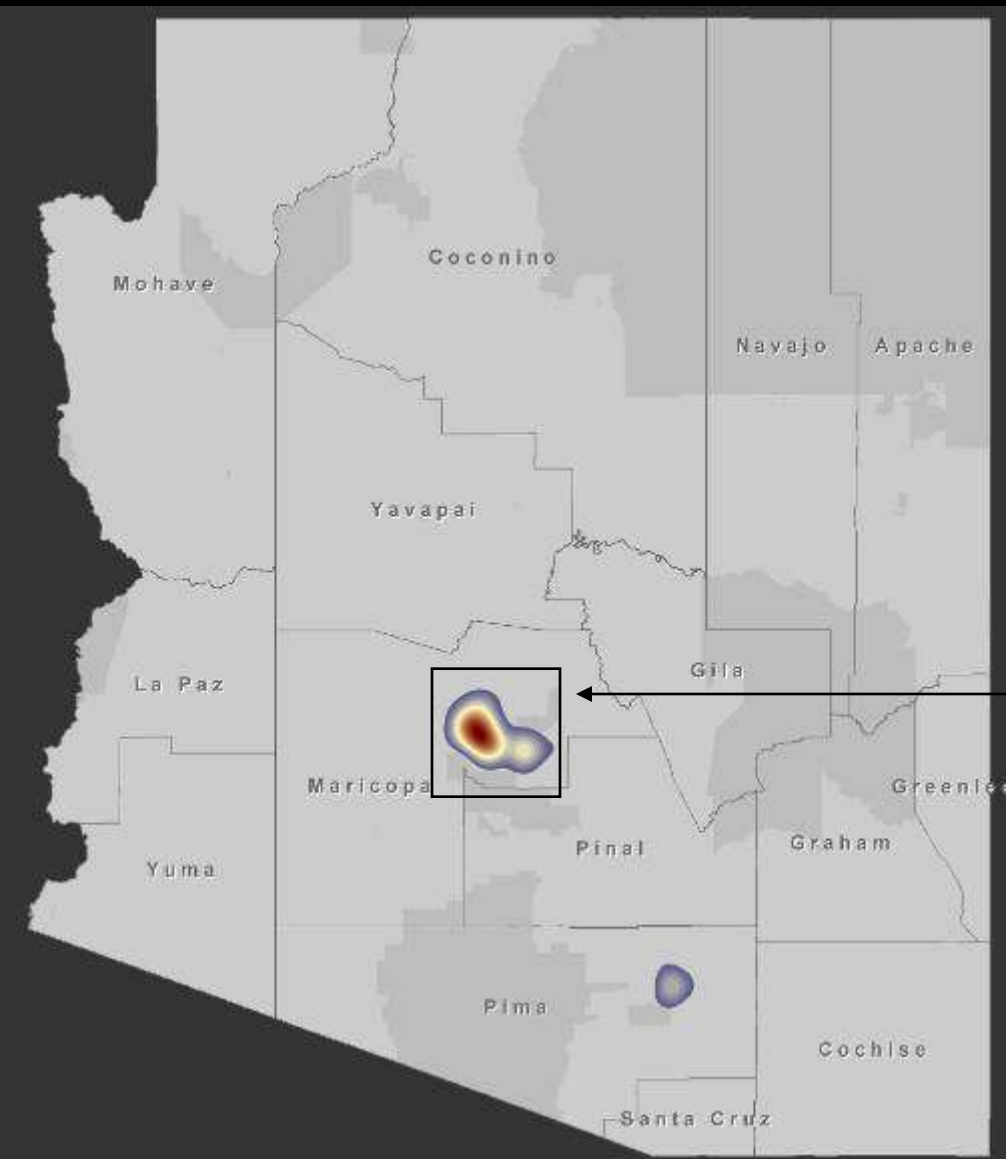 Coconino
Mohave
Navajo
Apache
Yavapai
Gila
La Paz
Maricopa
Greenlee
Pinal
Graham
Yuma
Pima
Cochise
Santa Cruz